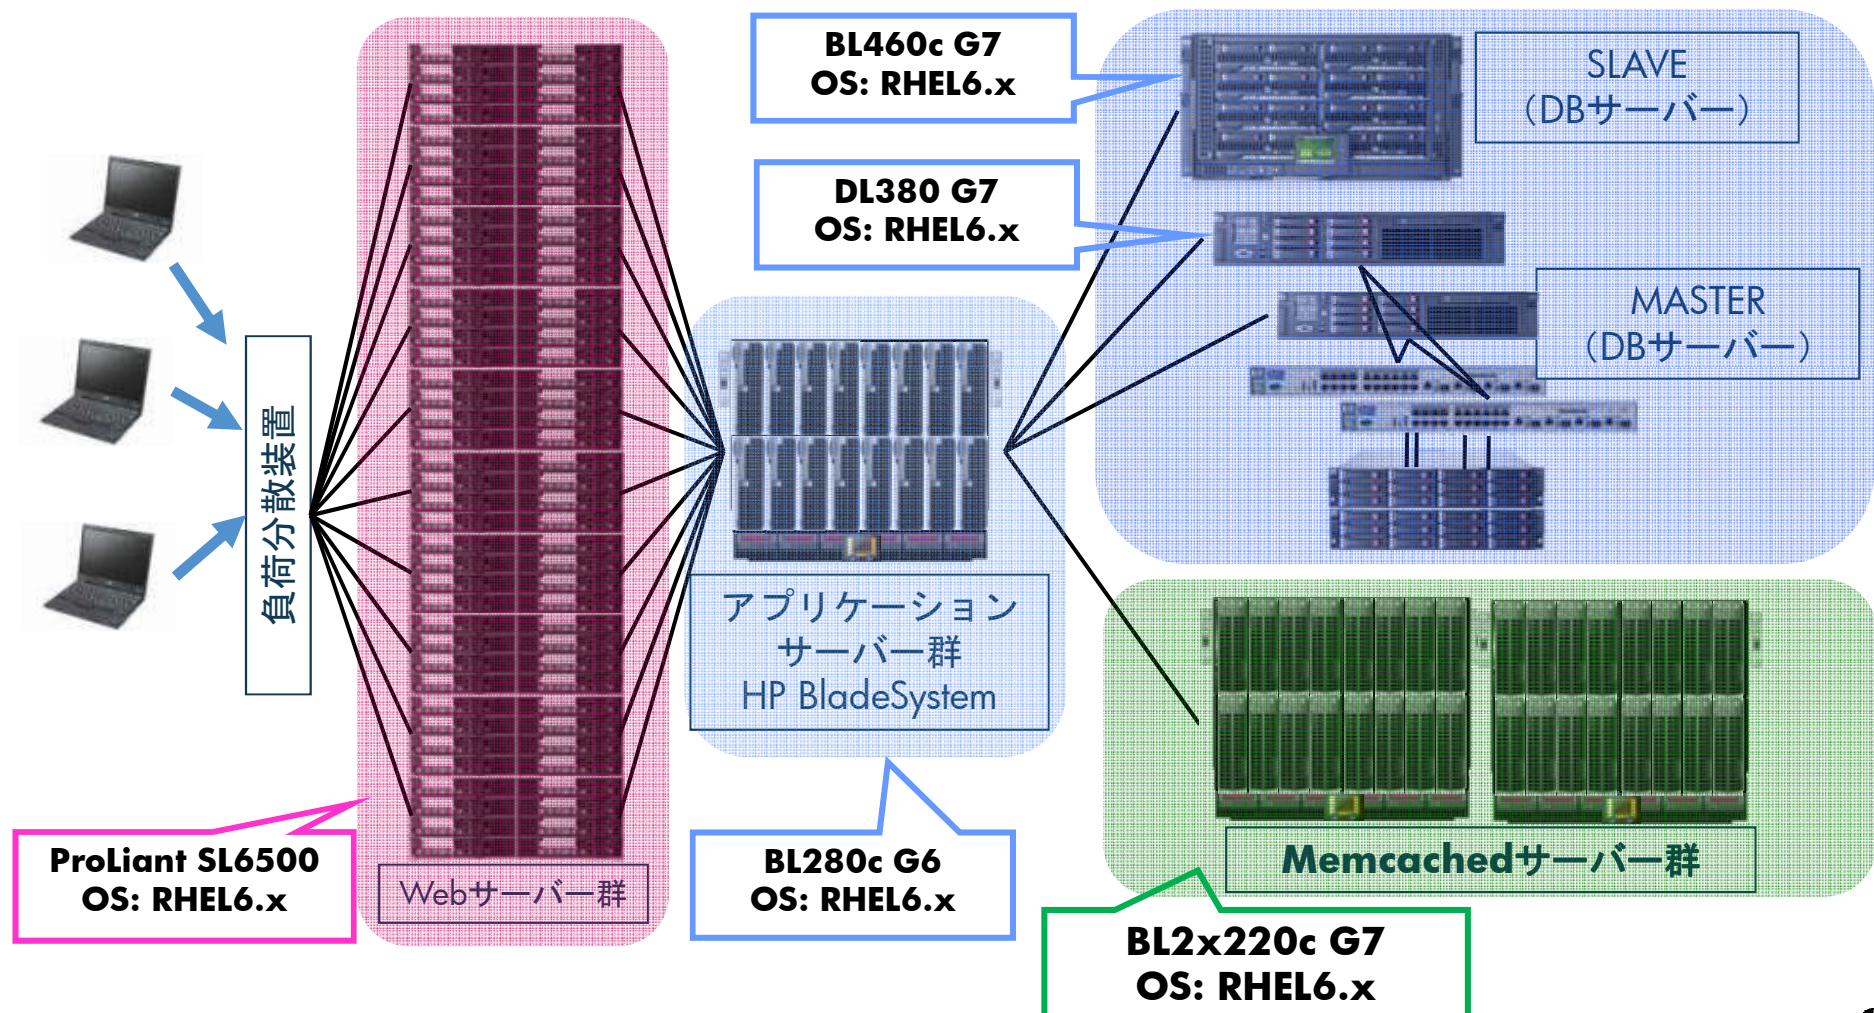 BL460c G7
OS: RHEL6.x
SLAVE
（DBサーバー）
DL380 G7
OS: RHEL6.x
MASTER
（DBサーバー）
負荷分散装置
アプリケーション
サーバー群
HP BladeSystem
ProLiant SL6500
OS: RHEL6.x
Webサーバー群
BL280c G6
OS: RHEL6.x
Memcachedサーバー群
BL2x220c G7
OS: RHEL6.x